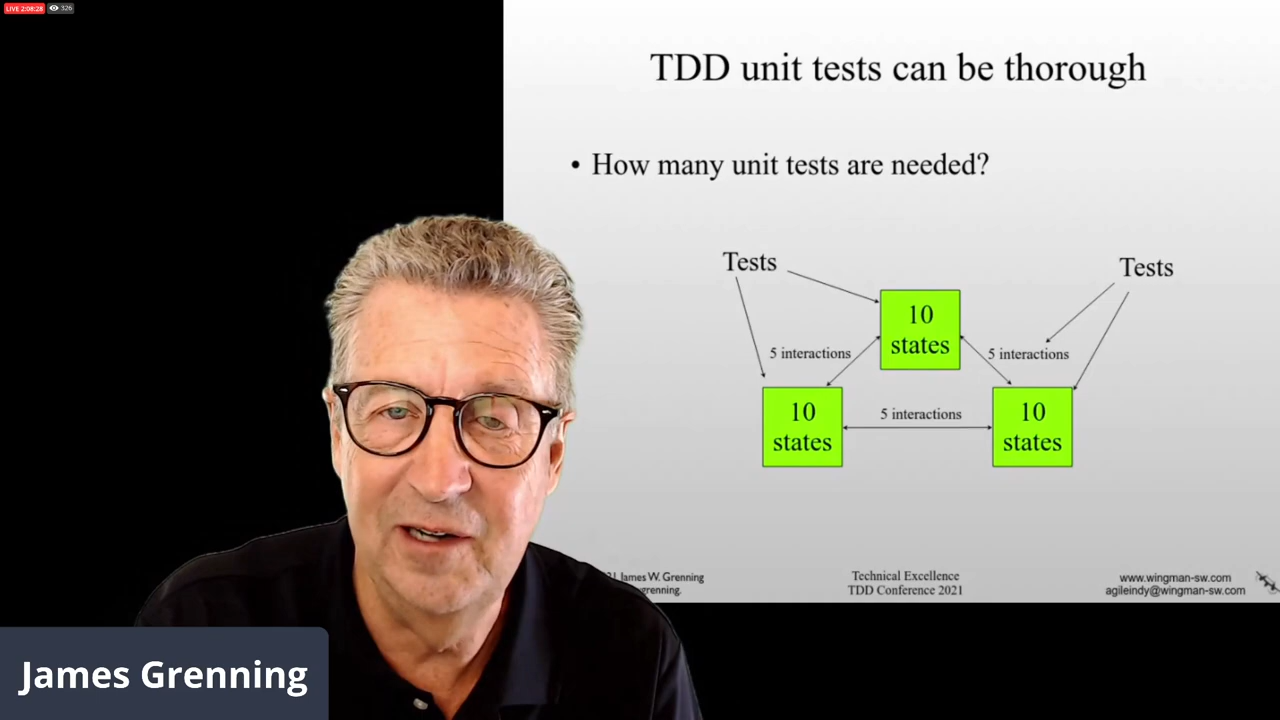 LIVE 2:08:28 326
TDD unit tests can be thorough
• How many unit tests are needed?
Tests
Tests
10
states
5 interactions
5 interactions
10
states
5 interactions
10
states
James W. Grenning
grenning.
Technical Excellence
TDD Conference 2021
www.wingman-sw.com
agileindy@wingman-sw.com
James Grenning